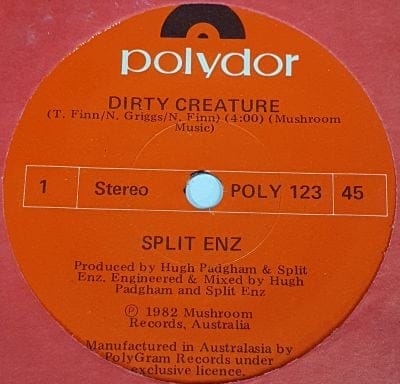 polydor
DIRTY CREATURE
(T. Finn/N. Griggs/N. Finn) (4:00) (Mushroom
Music)
1 Stereo POLY 123 45
SPLIT ENZ
Produced by Hugh Padgham & Split
Enz. Engineered & Mixed by Hugh
Padgham and Split Enz
Ⓟ 1982 Mushroom
Records, Australia
Manufactured in Australasia by
PolyGram Records under
exclusive licence.